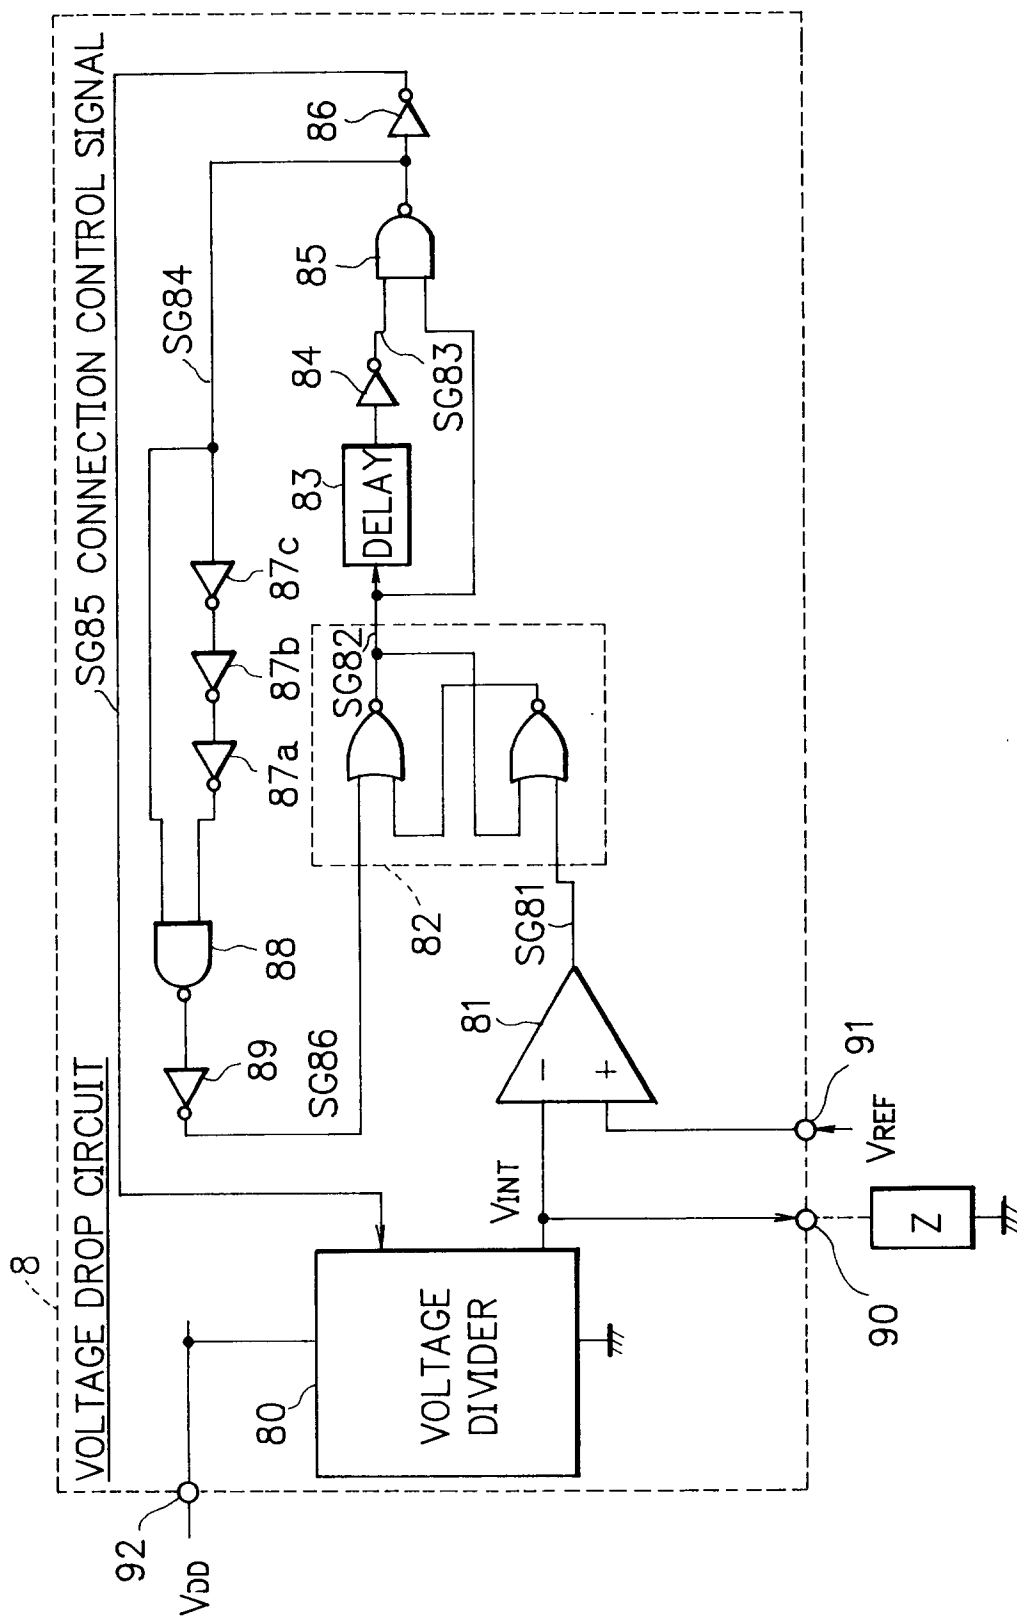 8
VOLTAGE DROP CIRCUIT
SG85 CONNECTION CONTROL SIGNAL
92
VDD
80
VOLTAGE
DIVIDER
89
88
87a
87b
87c
SG84
SG86
82
SG82
83
DELAY
84
SG83
85
86
VINT
81
−
+
SG81
90
Z
91
VREF